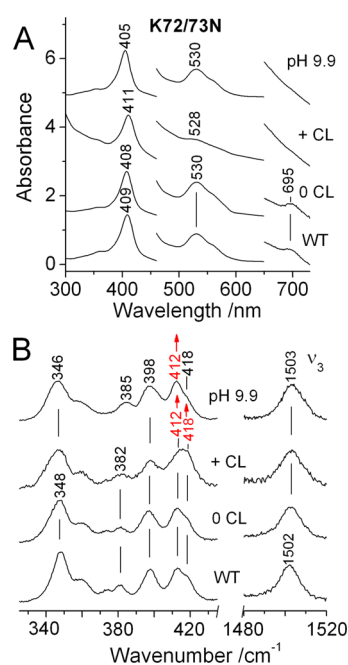 A
K72/73N
405
530
pH 9.9
411
528
+ CL
408
530
695
0 CL
409
WT
Absorbance
6
4
2
0
300 400 500 600 700
Wavelength /nm
B
346
385
398
412
418
1503
ν3
pH 9.9
412
418
382
+ CL
348
0 CL
1502
WT
340 380 420 1480 1520
Wavenumber /cm-1